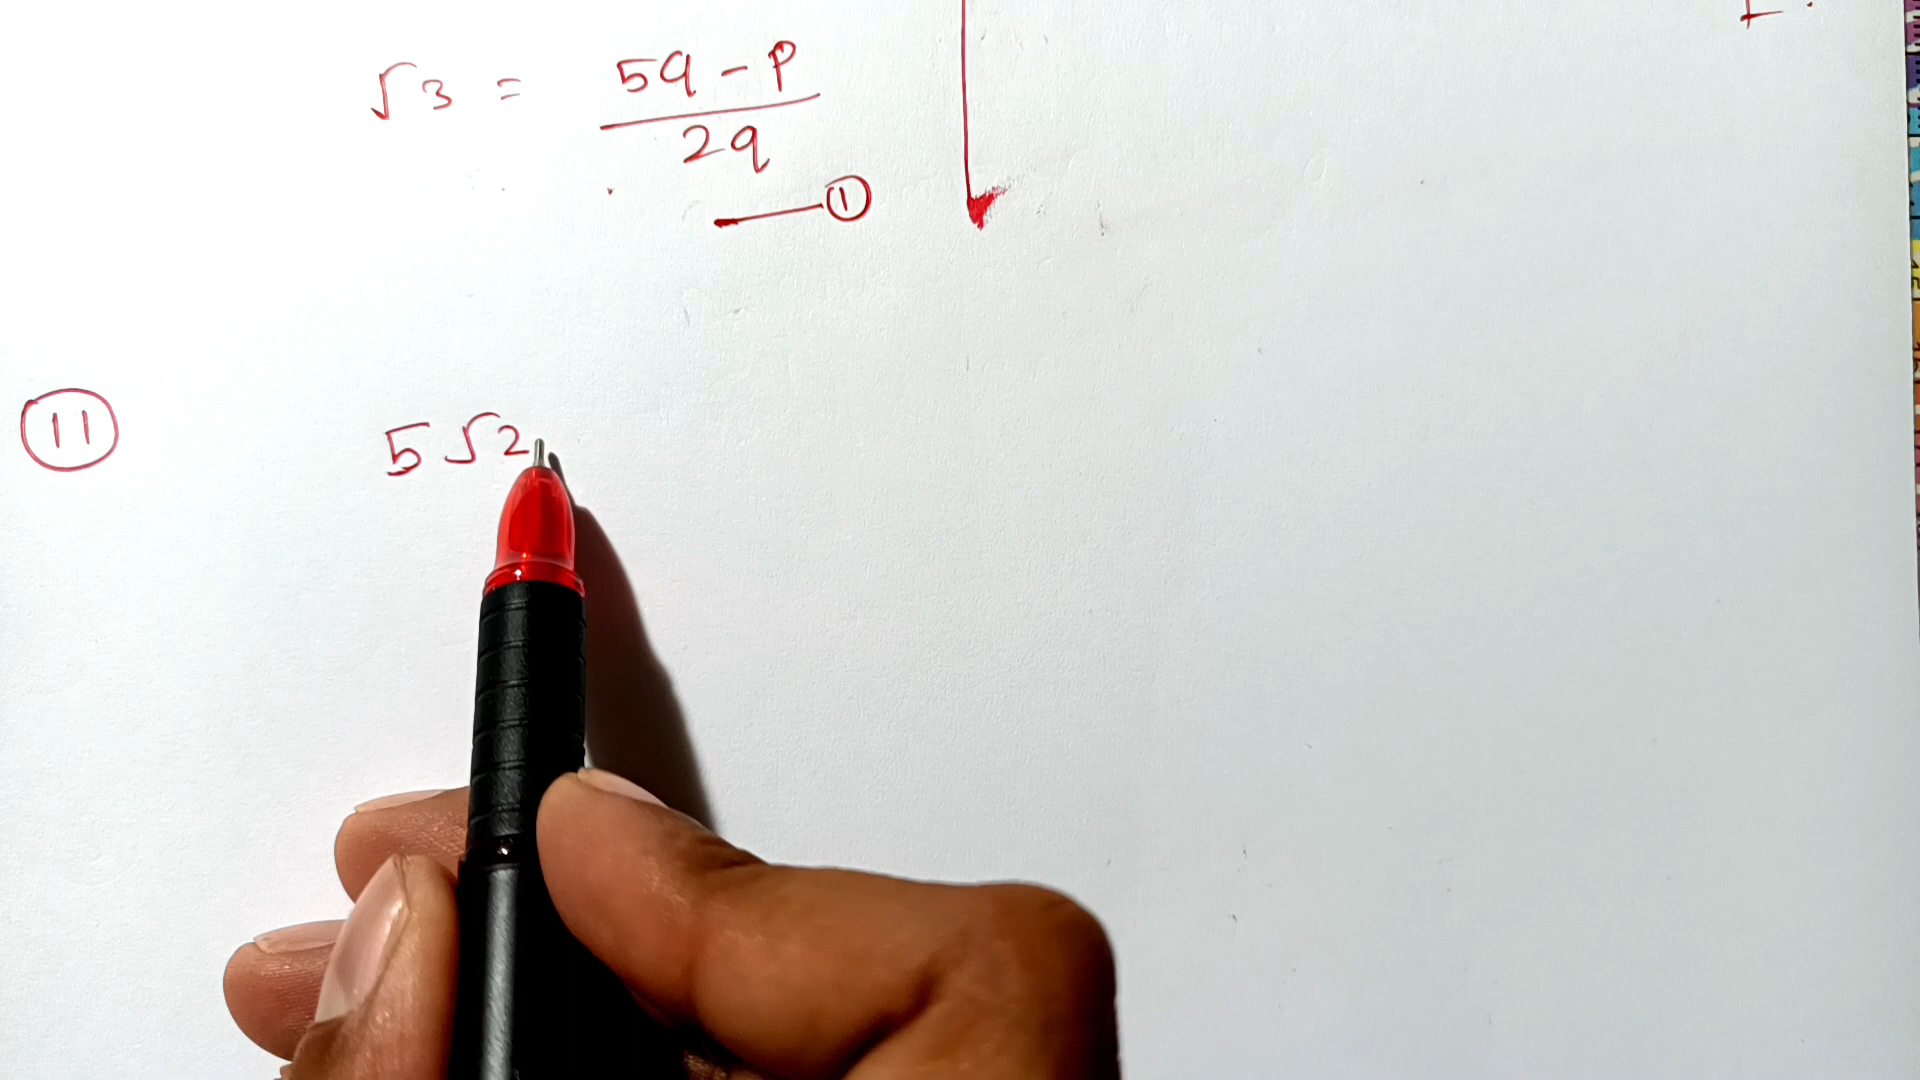 √3 = 5q - p / 2q
—— ①
⑪ 5√2